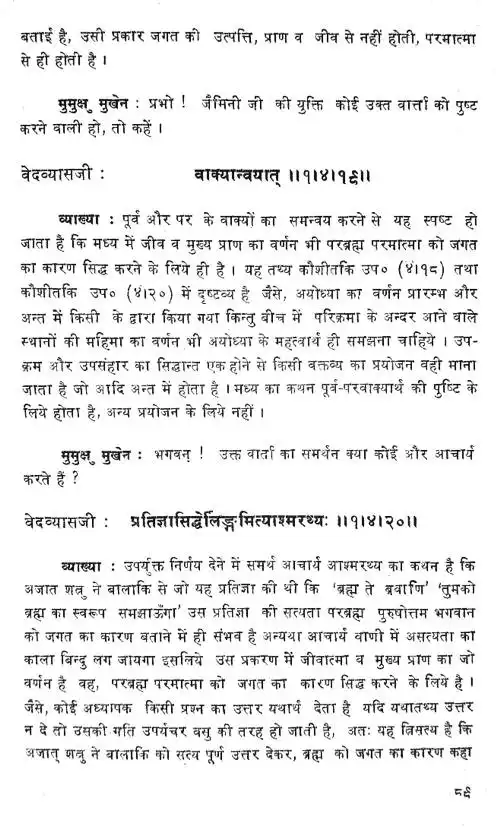 बताई है, उसी प्रकार जगत की उत्पत्ति, प्राण व जीव से नहीं होती, परमात्मा
से ही होती है ।
मुमुक्षु मुखेन : प्रभो ! जैमिनी जी की युक्ति कोई उक्त वार्त्ता को पुष्ट
करने वाली हो, तो कहें ।
वेदव्यासजी : वाक्यान्वयात् ॥१।४।१९॥
व्याख्या : पूर्व और पर के वाक्यों का समन्वय करने से यह स्पष्ट हो
जाता है कि मध्य में जीव व मुख्य प्राण का वर्णन भी परब्रह्म परमात्मा को जगत
का कारण सिद्ध करने के लिये ही है । यह तथ्य कौशीतकि उप० (४।१८) तथा
कौशीतकि उप० (४।२०) में दृष्टव्य है जैसे, अयोध्या का वर्णन प्रारम्भ और
अन्त में किसी के द्वारा किया गया किन्तु बीच में परिक्रमा के अन्दर आने वाले
स्थानों की महिमा का वर्णन भी अयोध्या के महत्वार्थ ही समझना चाहिये । उप-
क्रम और उपसंहार का सिद्धान्त एक होने से किसी वक्तव्य का प्रयोजन वही माना
जाता है जो आदि अन्त में होता है । मध्य का कथन पूर्व-परवाक्यार्थ की पुष्टि के
लिये होता है, अन्य प्रयोजन के लिये नहीं ।
मुमुक्षु मुखेन : भगवन् ! उक्त वार्ता का समर्थन क्या कोई और आचार्य
करते हैं ?
वेदव्यासजी : प्रतिज्ञासिद्धेर्लिङ्गमित्याश्मरथ्यः ॥१।४।२०॥
व्याख्या : उपर्युक्त निर्णय देने में समर्थ आचार्य आश्मरथ्य का कथन है कि
अजात शत्रु ने बालाकि से जो यह प्रतिज्ञा की थी कि 'ब्रह्म ते ब्रवाणि' 'तुमको
ब्रह्म का स्वरूप समझाऊँगा' उस प्रतिज्ञा की सत्यता परब्रह्म पुरुषोत्तम भगवान
को जगत का कारण बताने में ही संभव है अन्यथा आचार्य वाणी में असत्यता का
काला बिन्दु लग जायगा इसलिये उस प्रकरण में जीवात्मा व मुख्य प्राण का जो
वर्णन है वह, परब्रह्म परमात्मा को जगत का कारण सिद्ध करने के लिये है ।
जैसे, कोई अध्यापक किसी प्रश्न का उत्तर यथार्थ देता है यदि यथातथ्य उत्तर
न दे तो उसकी गति उपर्यचर वसु की तरह हो जाती है, अतः यह त्रिसत्य है कि
अजात् शत्रु ने बालाकि को सत्य पूर्ण उत्तर देकर, ब्रह्म को जगत का कारण कहा
८९